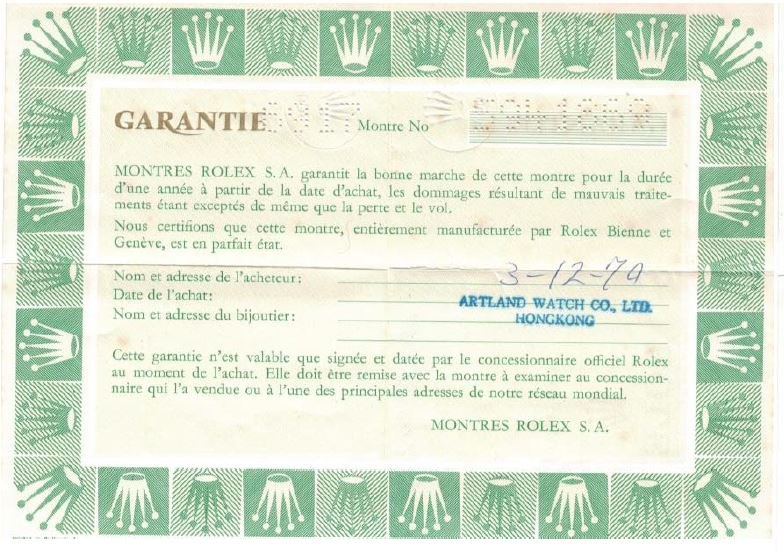 GARANTIE Montre No
MONTRES ROLEX S.A. garantit la bonne marche de cette montre pour la durée
d'une année à partir de la date d'achat, les dommages résultant de mauvais traite-
ments étant exceptés de même que la perte et le vol.
Nous certifions que cette montre, entièrement manufacturée par Rolex Bienne et
Genève, est en parfait état.
Nom et adresse de l'acheteur:
3-12-79
Date de l'achat:
ARTLAND WATCH CO., LTD.
Nom et adresse du bijoutier:
HONGKONG
Cette garantie n'est valable que signée et datée par le concessionnaire officiel Rolex
au moment de l'achat. Elle doit être remise avec la montre à examiner au concession-
naire qui l'a vendue ou à l'une des principales adresses de notre réseau mondial.
MONTRES ROLEX S.A.